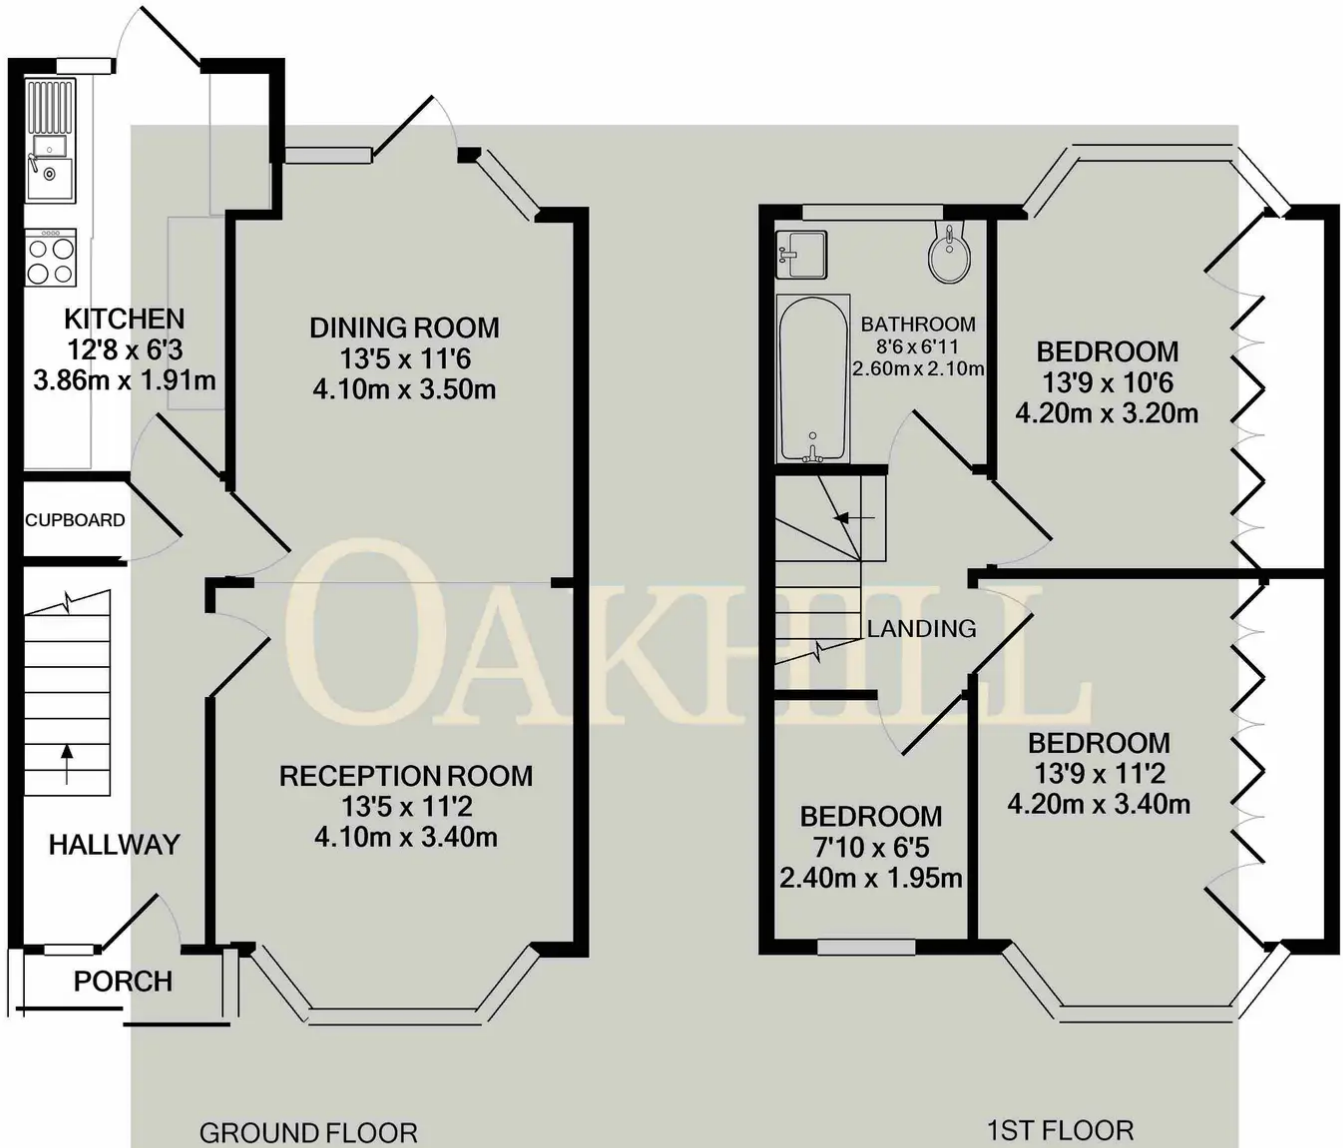 KITCHEN
12'8 x 6'3
3.86m x 1.91m
DINING ROOM
13'5 x 11'6
4.10m x 3.50m
CUPBOARD
OAKHILL
RECEPTION ROOM
13'5 x 11'2
4.10m x 3.40m
HALLWAY
PORCH
GROUND FLOOR
BATHROOM
8'6 x 6'11
2.60m x 2.10m
BEDROOM
13'9 x 10'6
4.20m x 3.20m
LANDING
BEDROOM
13'9 x 11'2
4.20m x 3.40m
BEDROOM
7'10 x 6'5
2.40m x 1.95m
1ST FLOOR